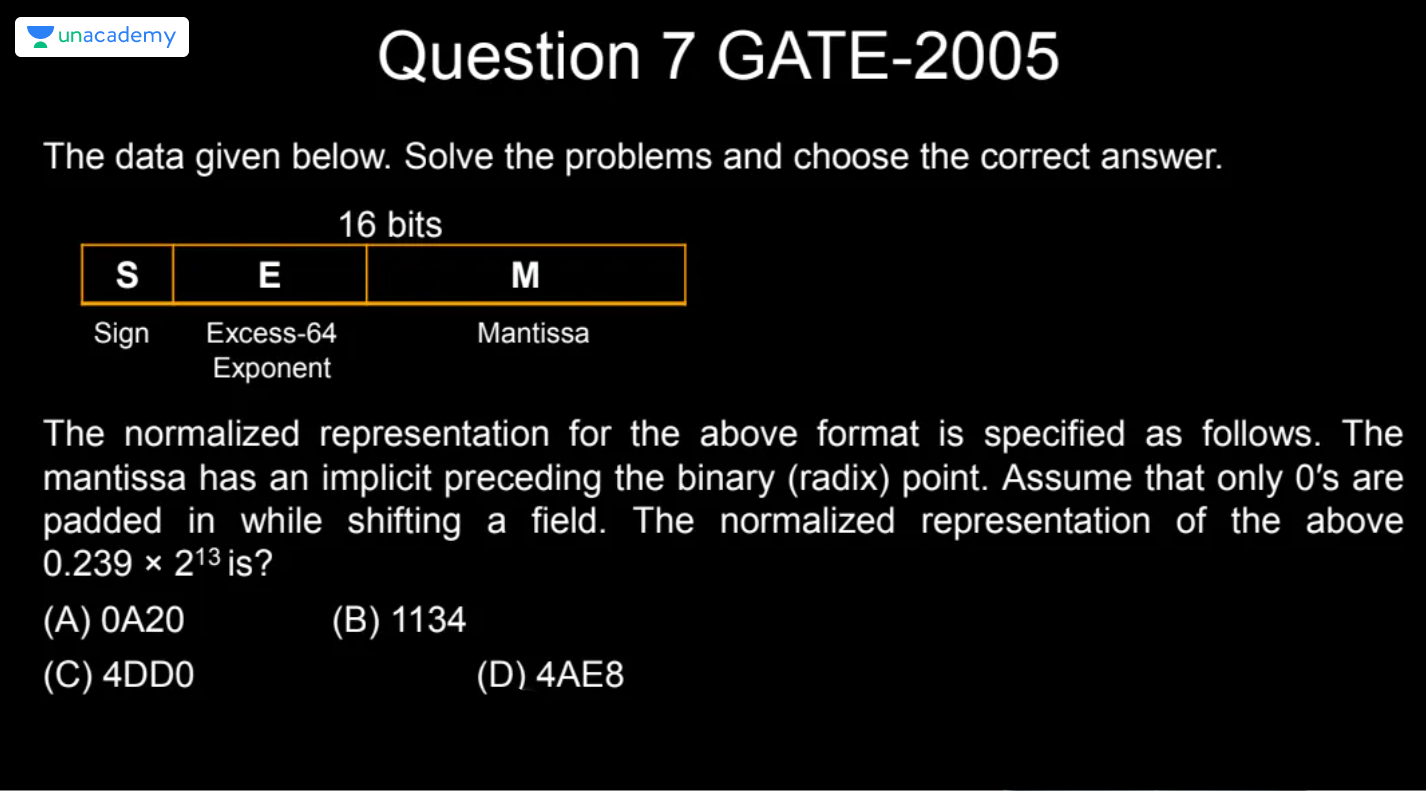 unacademy
Question 7 GATE-2005
The data given below. Solve the problems and choose the correct answer.
16 bits
S E M
Sign Excess-64 Mantissa
Exponent
The normalized representation for the above format is specified as follows. The
mantissa has an implicit preceding the binary (radix) point. Assume that only 0′s are
padded in while shifting a field. The normalized representation of the above
0.239 × 2¹³ is?
(A) 0A20 (B) 1134
(C) 4DD0 (D) 4AE8